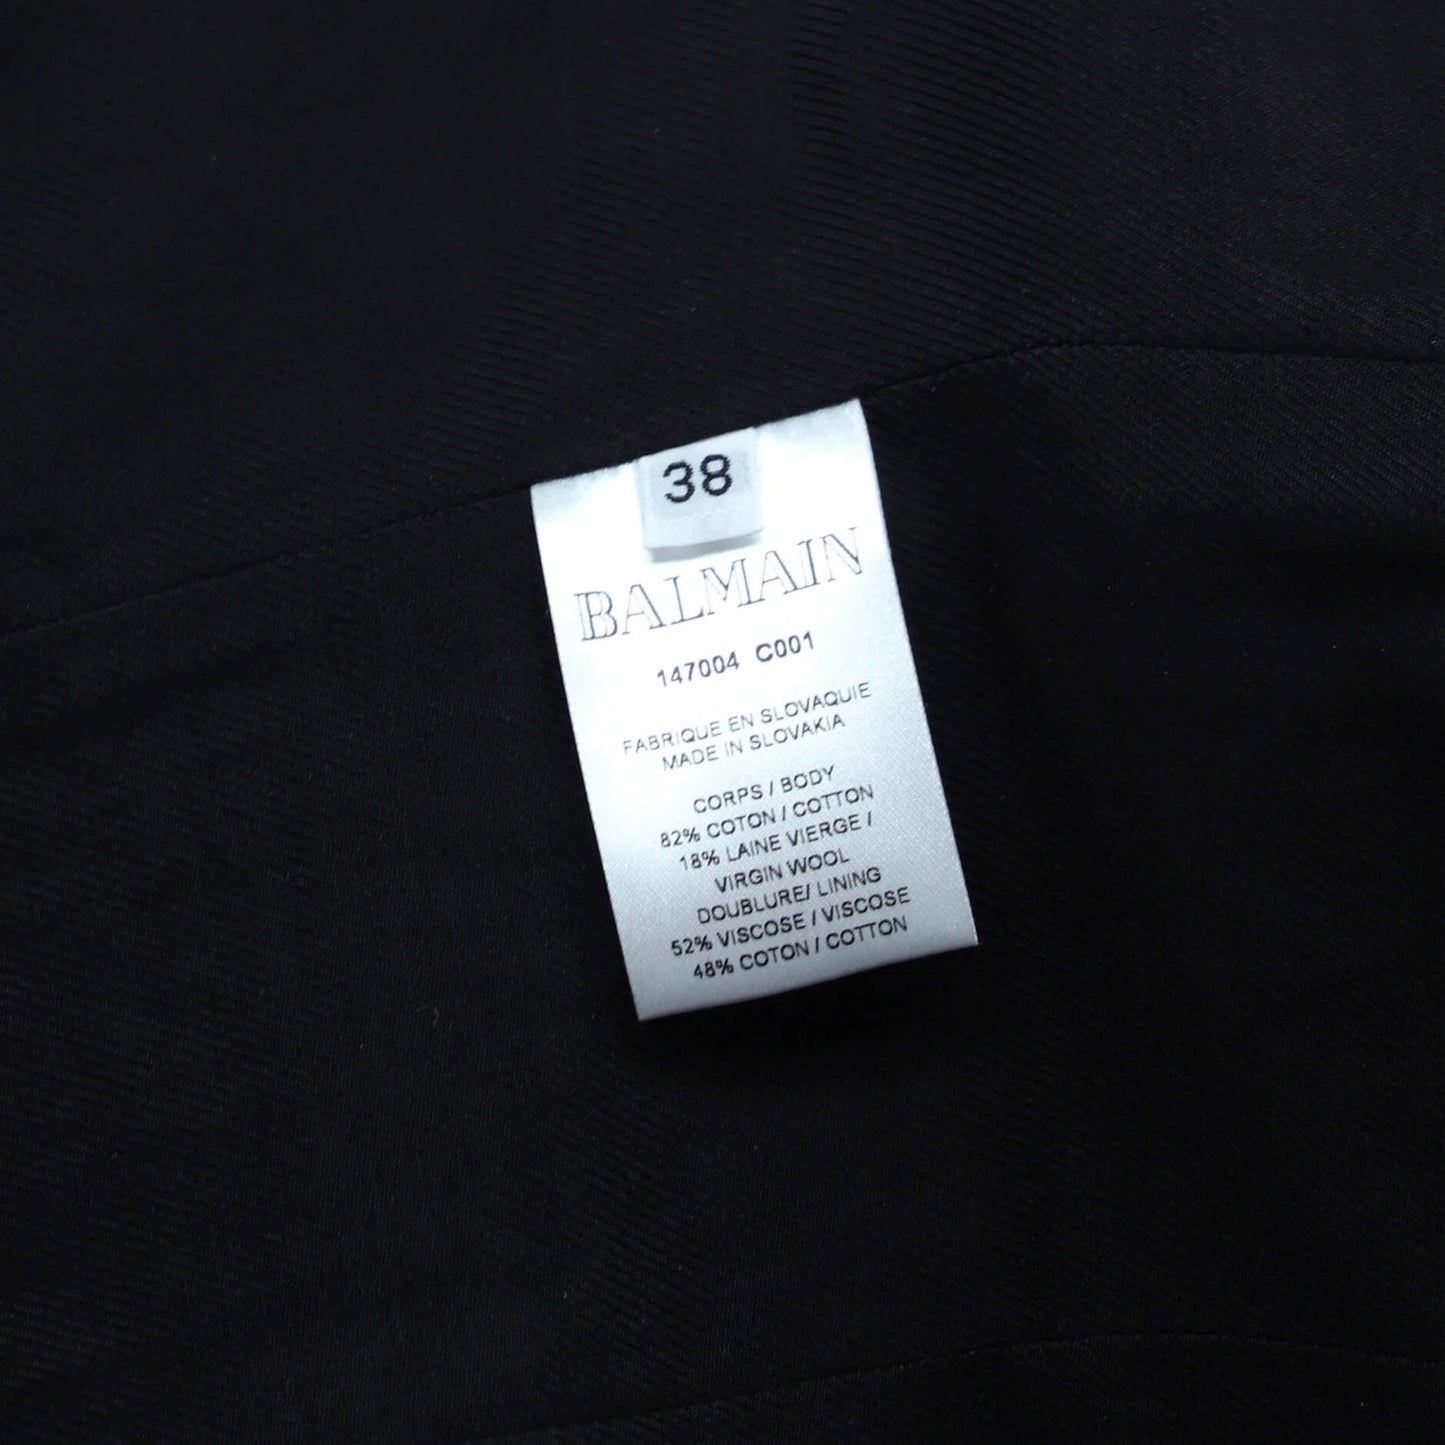 38
BALMAIN
147004 C001
FABRIQUE EN SLOVAQUIE
MADE IN SLOVAKIA
CORPS / BODY
82% COTON / COTTON
18% LAINE VIERGE /
VIRGIN WOOL
DOUBLURE/ LINING
52% VISCOSE / VISCOSE
48% COTON / COTTON